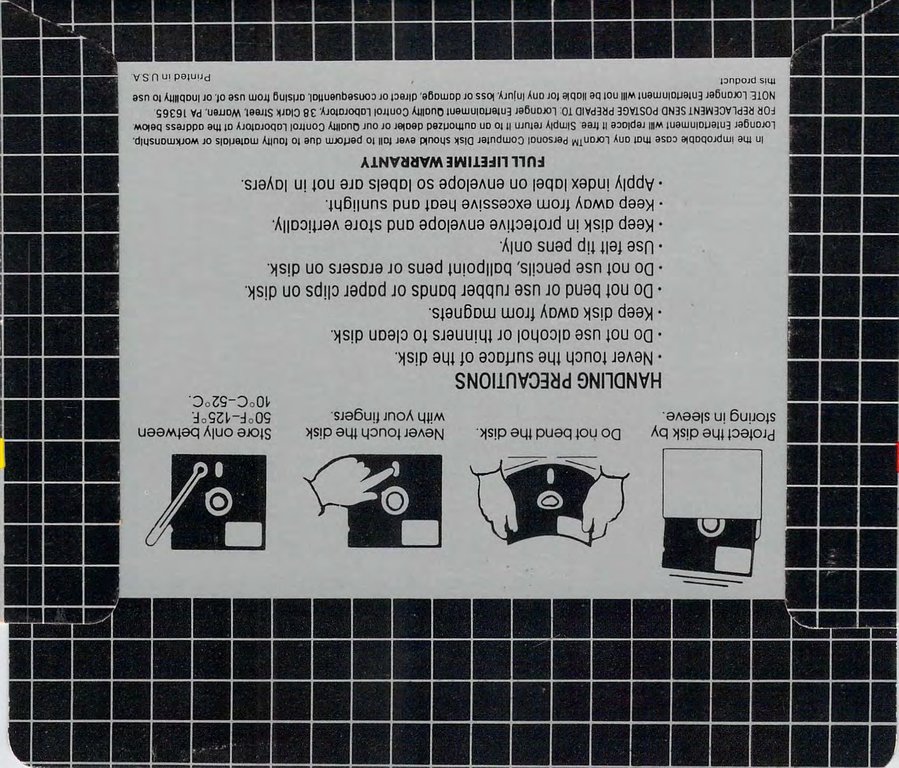 Protect the disk by
storing in sleeve.
Do not bend the disk.
Never touch the disk
with your fingers.
Store only between
50°F-125°F.
10°C-52°C.
HANDLING PRECAUTIONS
• Never touch the surface of the disk.
• Do not use alcohol or thinners to clean disk.
• Keep disk away from magnets.
• Do not bend or use rubber bands or paper clips on disk.
• Do not use pencils, ballpoint pens or erasers on disk.
• Use felt tip pens only.
• Keep disk in protective envelope and store vertically.
• Keep away from excessive heat and sunlight.
• Apply index label on envelope so labels are not in layers.
FULL LIFETIME WARRANTY
In the improbable case that any Loran™ Personal Computer Disk should ever fail to perform due to faulty materials or workmanship,
Loranger Entertainment will replace it free. Simply return it to an authorized dealer or our Quality Control Laboratory at the address below
FOR REPLACEMENT SEND POSTAGE PREPAID TO: Loranger Entertainment Quality Control Laboratory, 38 Clark Street, Warren, PA 16365
NOTE Loranger Entertainment will not be liable for any injury, loss or damage, direct or consequential, arising from use of, or inability to use
this product
Printed in U.S.A